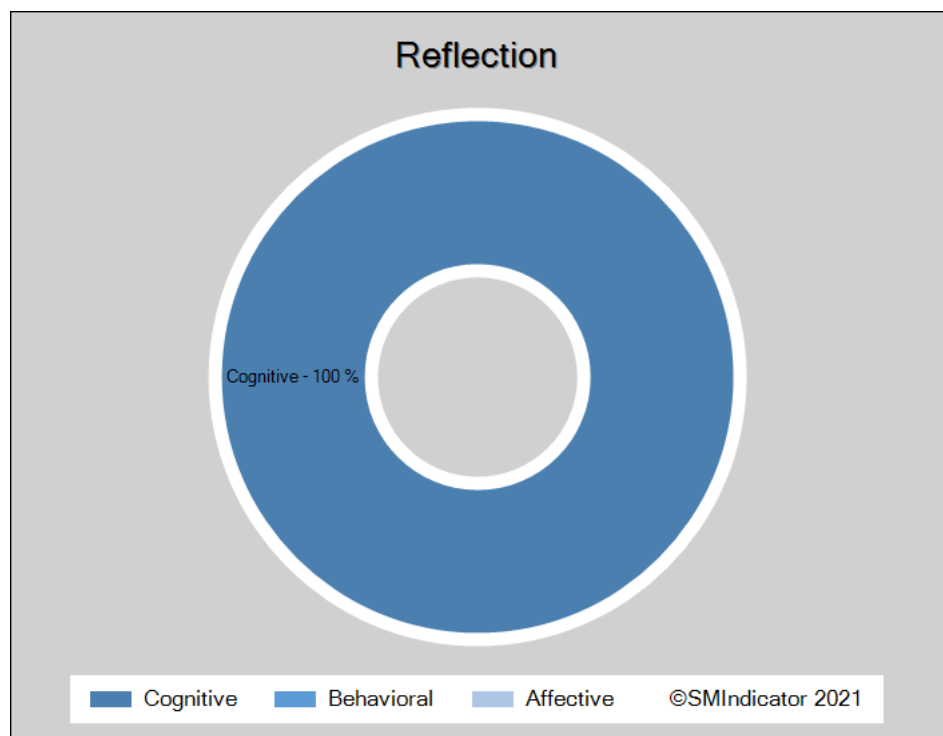 Reflection
Cognitive - 100 %
Cognitive Behavioral Affective ©SMIndicator 2021